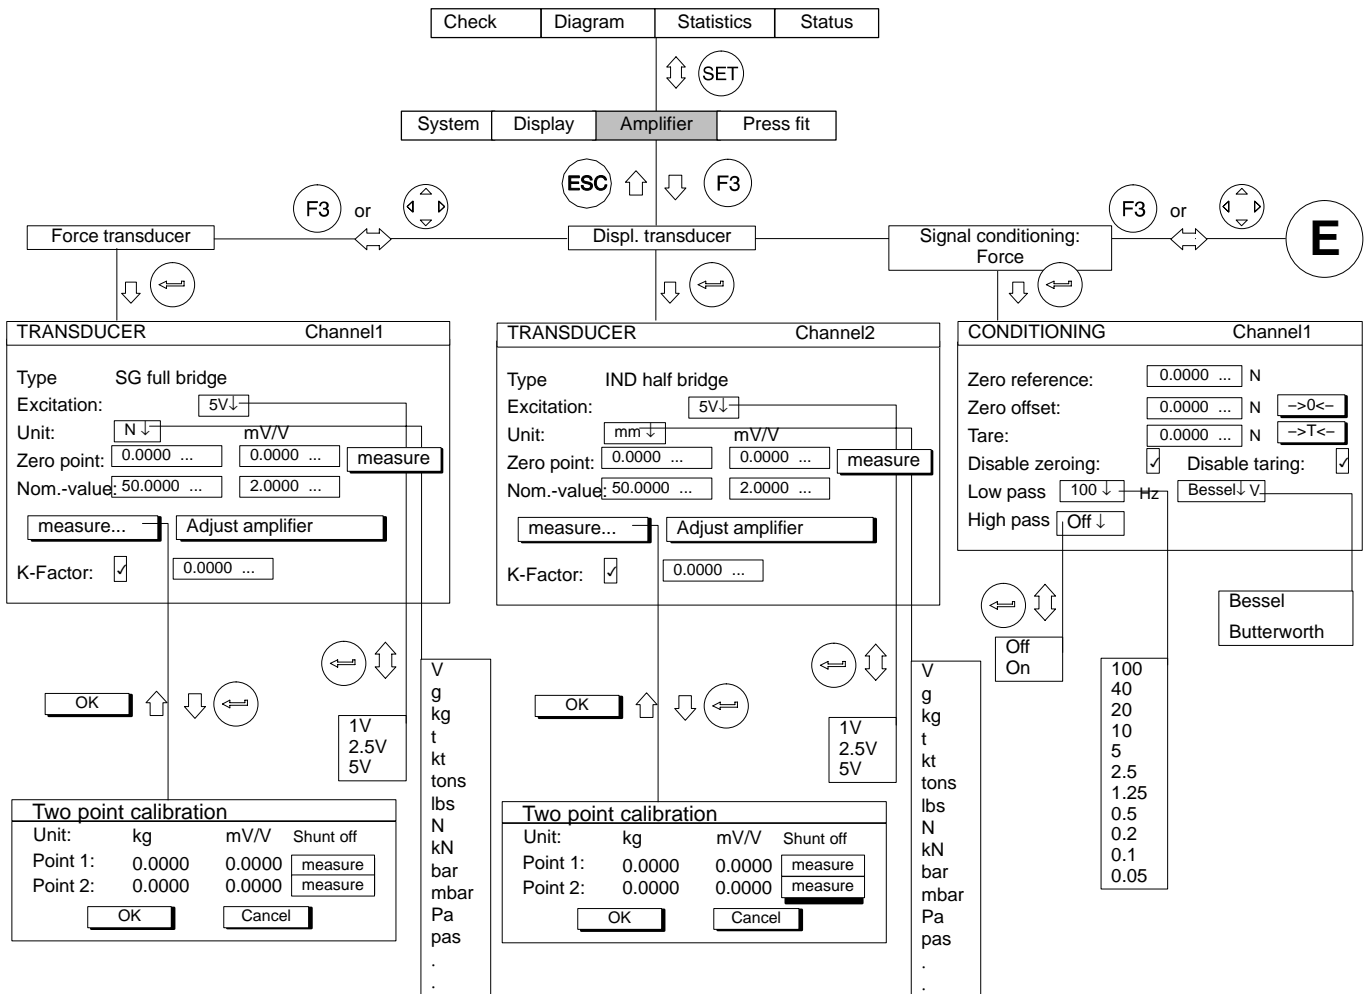 Check Diagram Statistics Status
SET
System Display Amplifier Press fit
ESC F3
F3 or
F3 or
Force transducer
Displ. transducer
Signal conditioning:
Force
E
TRANSDUCER Channel1
Type SG full bridge
Excitation: 5V↓
Unit: N ↓ mV/V
Zero point: 0.0000 ... 0.0000 ... measure
Nom.-value: 50.0000 ... 2.0000 ...
measure... Adjust amplifier
K-Factor: ✓ 0.0000 ...
TRANSDUCER Channel2
Type IND half bridge
Excitation: 5V↓
Unit: mm ↓ mV/V
Zero point: 0.0000 ... 0.0000 ... measure
Nom.-value: 50.0000 ... 2.0000 ...
measure... Adjust amplifier
K-Factor: ✓ 0.0000 ...
CONDITIONING Channel1
Zero reference: 0.0000 ... N
Zero offset: 0.0000 ... N –>0<–
Tare: 0.0000 ... N –>T<–
Disable zeroing: ✓ Disable taring: ✓
Low pass 100 ↓ Hz Bessel↓ V
High pass Off ↓
OK
1V
2.5V
5V
V
g
kg
t
kt
tons
lbs
N
kN
bar
mbar
Pa
pas
.
.
OK
1V
2.5V
5V
V
g
kg
t
kt
tons
lbs
N
kN
bar
mbar
Pa
pas
.
.
Off
On
100
40
20
10
5
2.5
1.25
0.5
0.2
0.1
0.05
Bessel
Butterworth
Two point calibration
Unit: kg mV/V Shunt off
Point 1: 0.0000 0.0000 measure
Point 2: 0.0000 0.0000 measure
OK Cancel
Two point calibration
Unit: kg mV/V Shunt off
Point 1: 0.0000 0.0000 measure
Point 2: 0.0000 0.0000 measure
OK Cancel